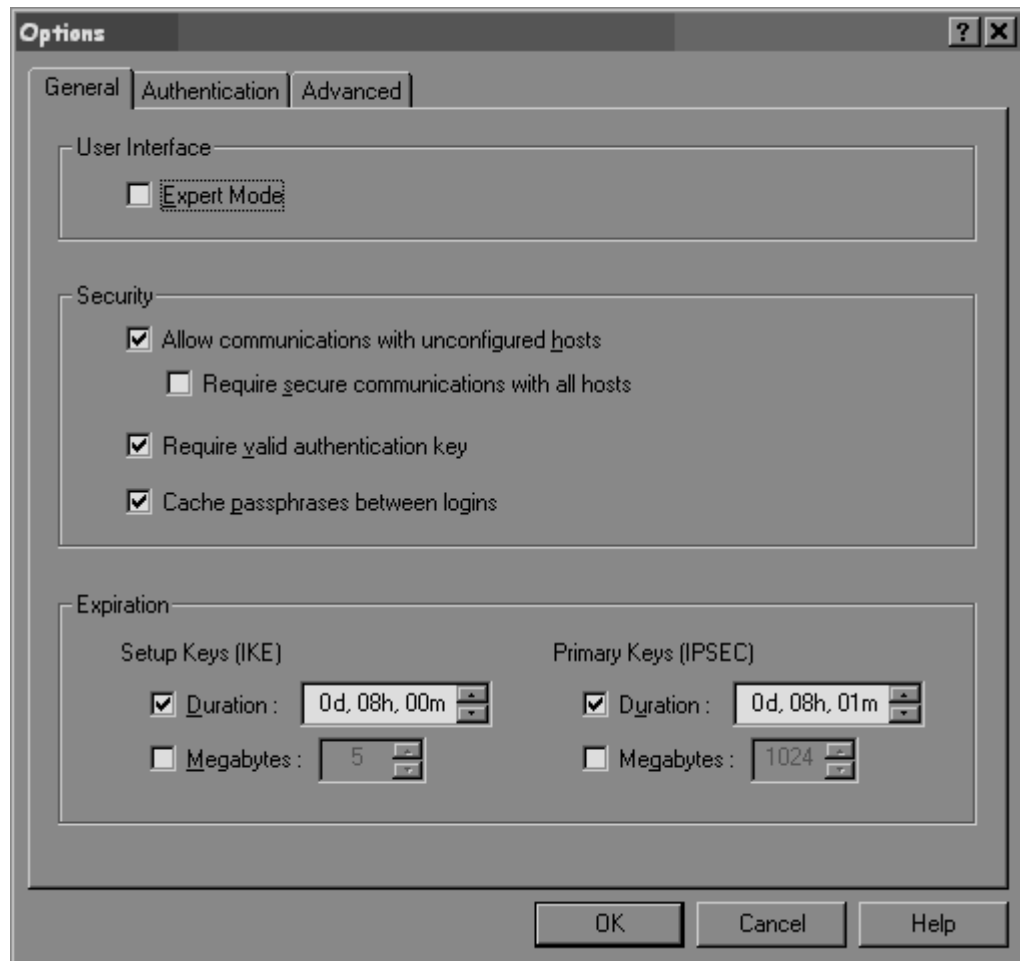 Options
General Authentication Advanced
User Interface
Expert Mode
Security
Allow communications with unconfigured hosts
Require secure communications with all hosts
Require valid authentication key
Cache passphrases between logins
Expiration
Setup Keys (IKE) Primary Keys (IPSEC)
Duration : 0d, 08h, 00m Duration : 0d, 08h, 01m
Megabytes : 5 Megabytes : 1024
OK Cancel Help